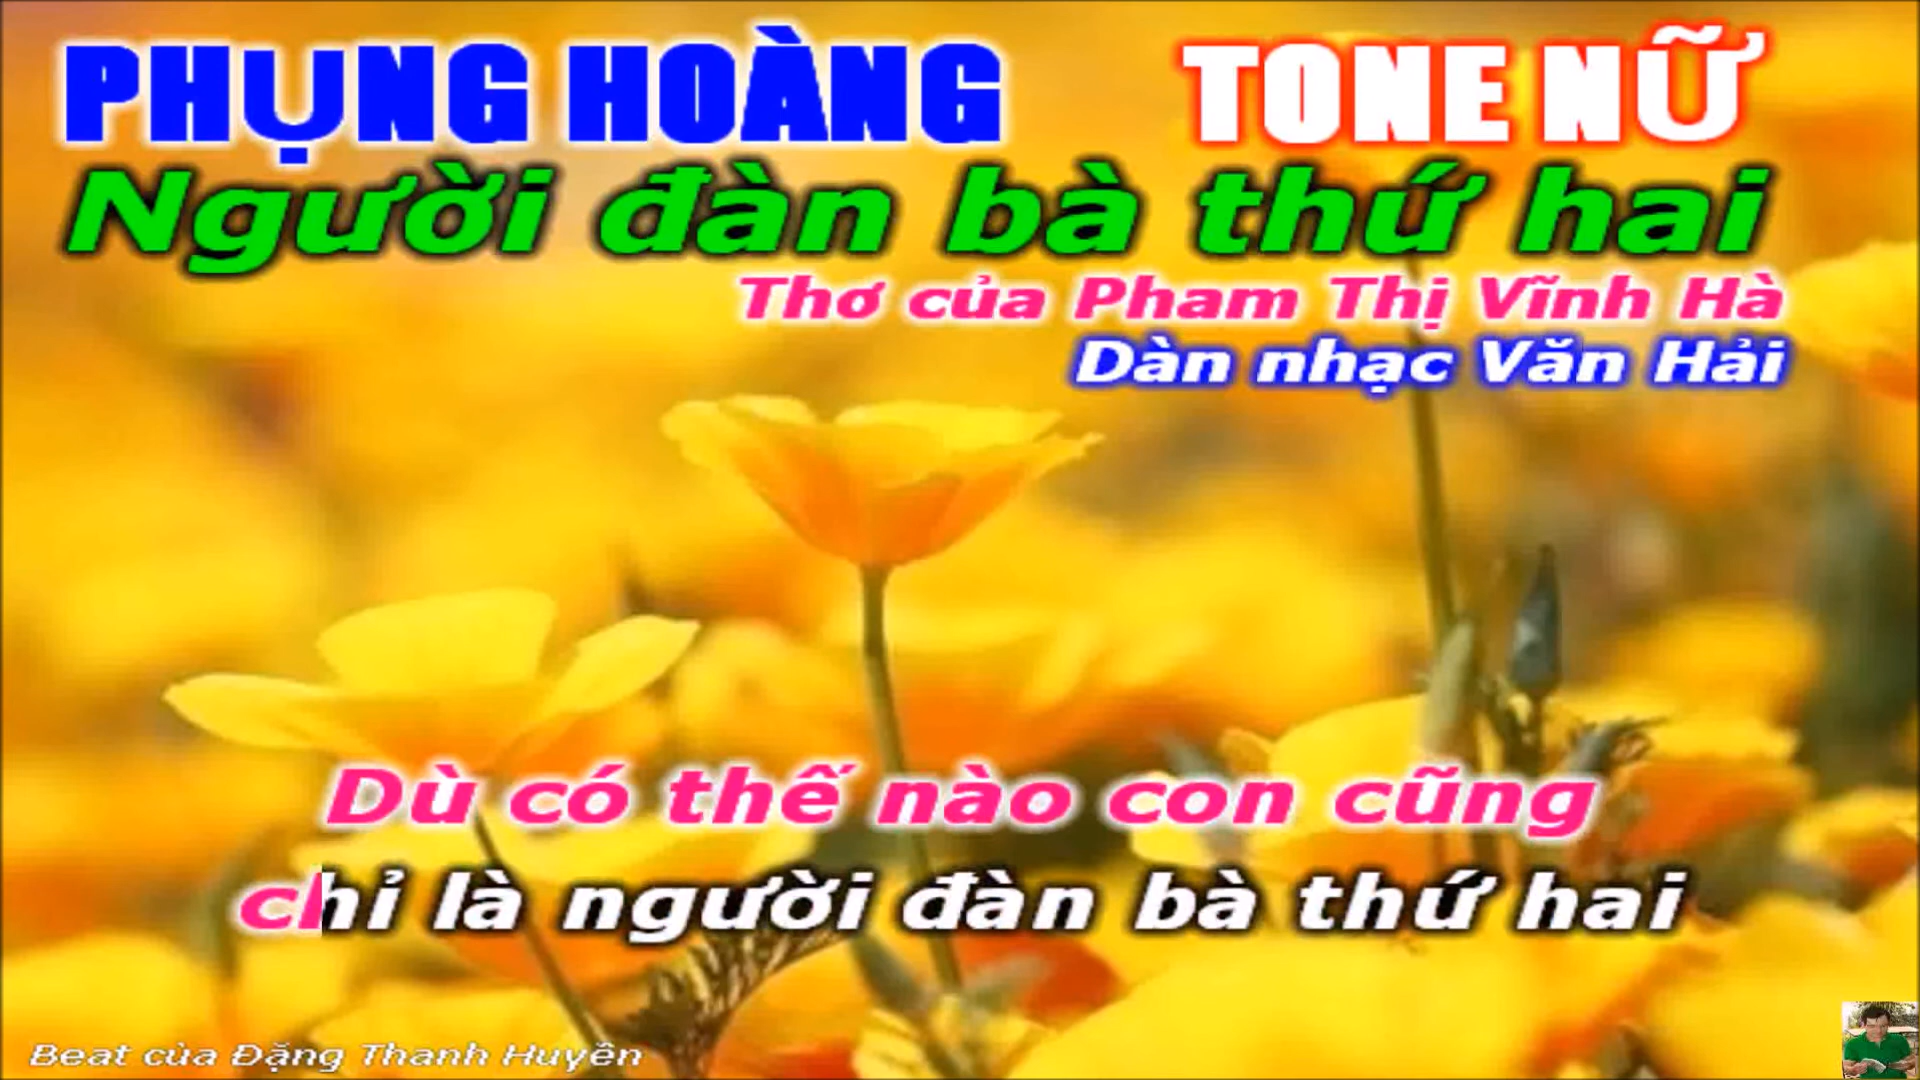 PHỤNG HOÀNG TONE NỮ
Người đàn bà thứ hai
Thơ của Pham Thị Vĩnh Hà
Dàn nhạc Văn Hải
Dù có thế nào con cũng
chỉ là người đàn bà thứ hai
Beat của Đặng Thanh Huyền